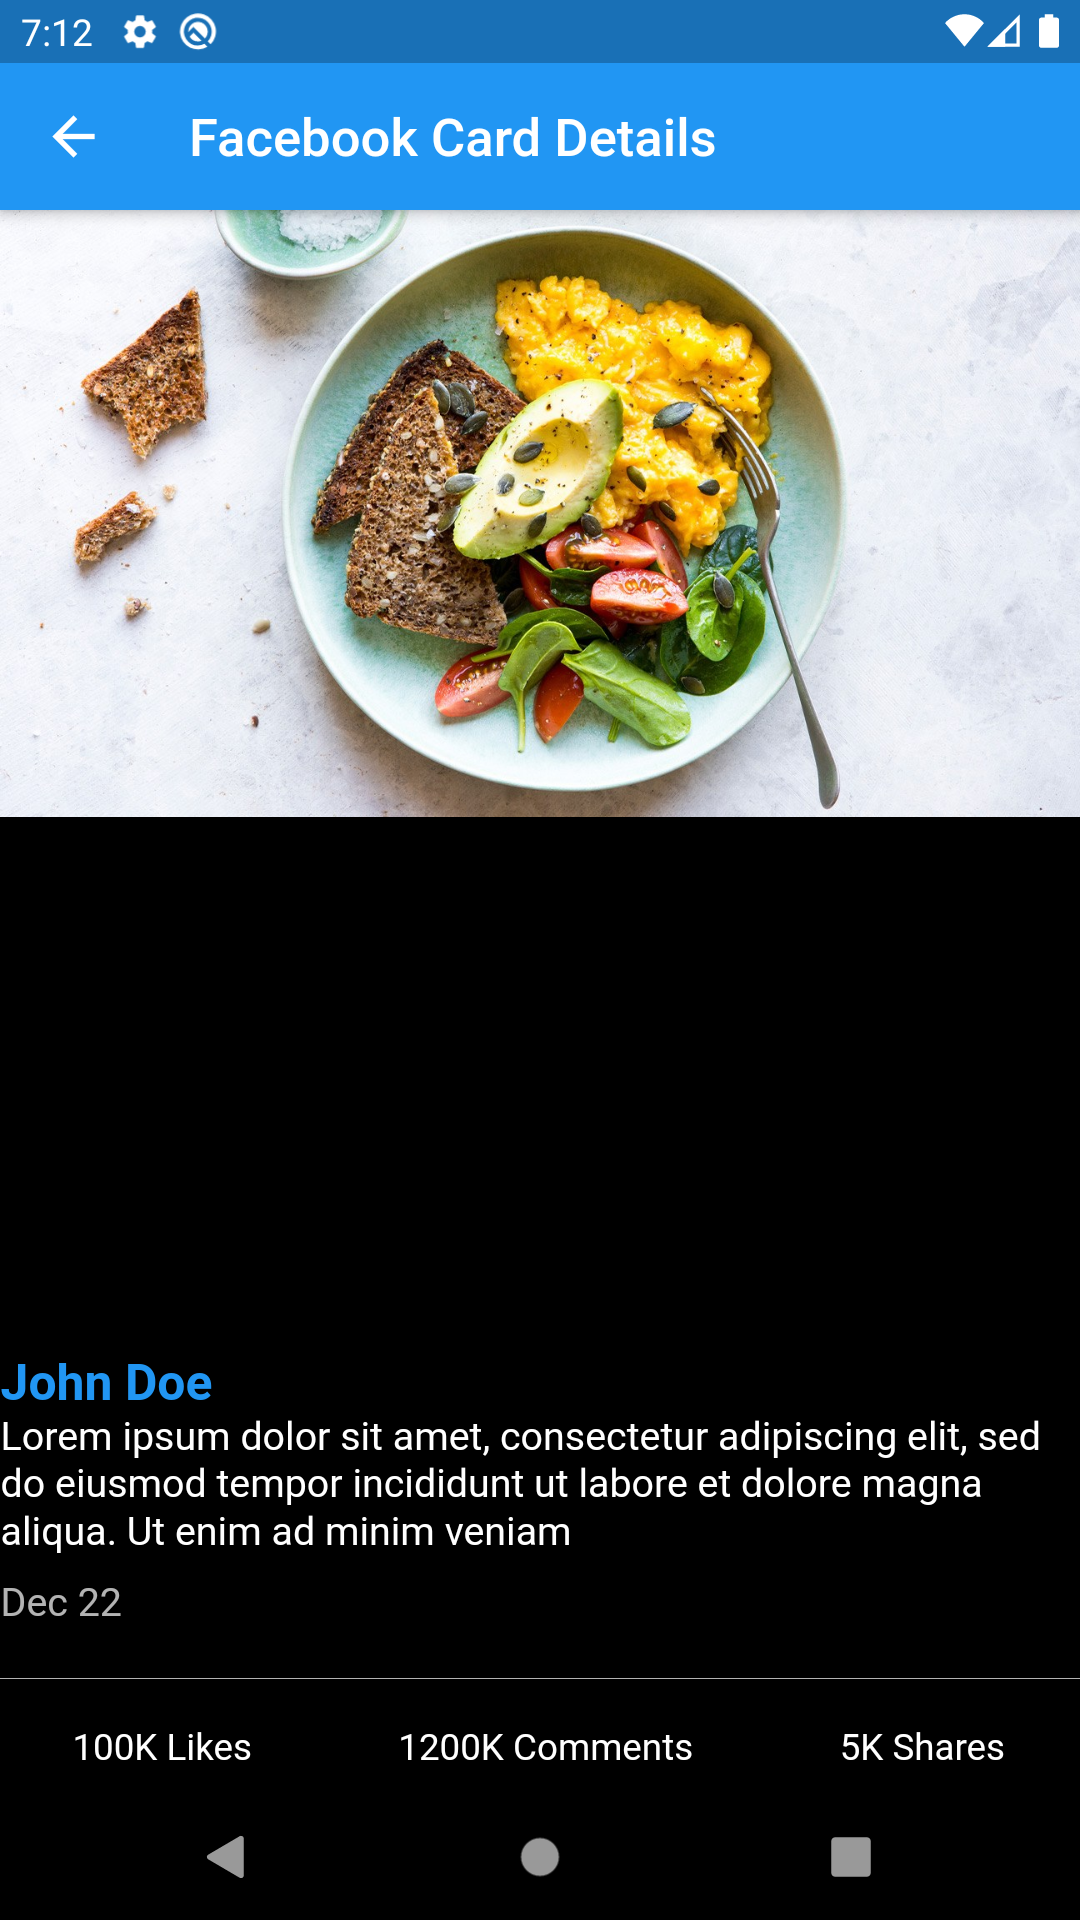 7:12
Facebook Card Details
John Doe
Lorem ipsum dolor sit amet, consectetur adipiscing elit, sed
do eiusmod tempor incididunt ut labore et dolore magna
aliqua. Ut enim ad minim veniam
Dec 22
100K Likes 1200K Comments 5K Shares